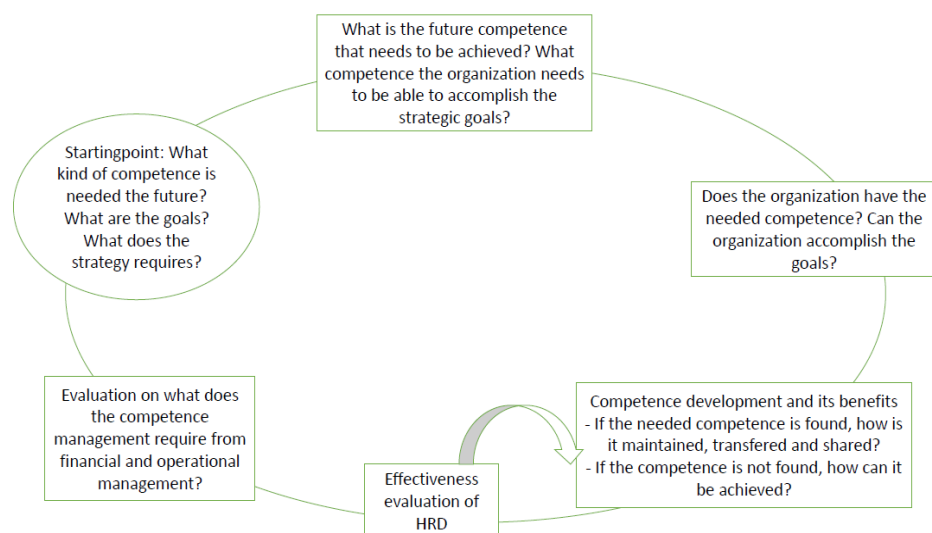 What is the future competence
that needs to be achieved? What
competence the organization needs
to be able to accomplish the
strategic goals?
Startingpoint: What
kind of competence is
needed the future?
What are the goals?
What does the
strategy requires?
Does the organization have the
needed competence? Can the
organization accomplish the
goals?
Competence development and its benefits
- If the needed competence is found, how is
it maintained, transfered and shared?
- If the competence is not found, how can it
be achieved?
Effectiveness
evaluation of
HRD
Evaluation on what does
the competence
management require from
financial and operational
management?